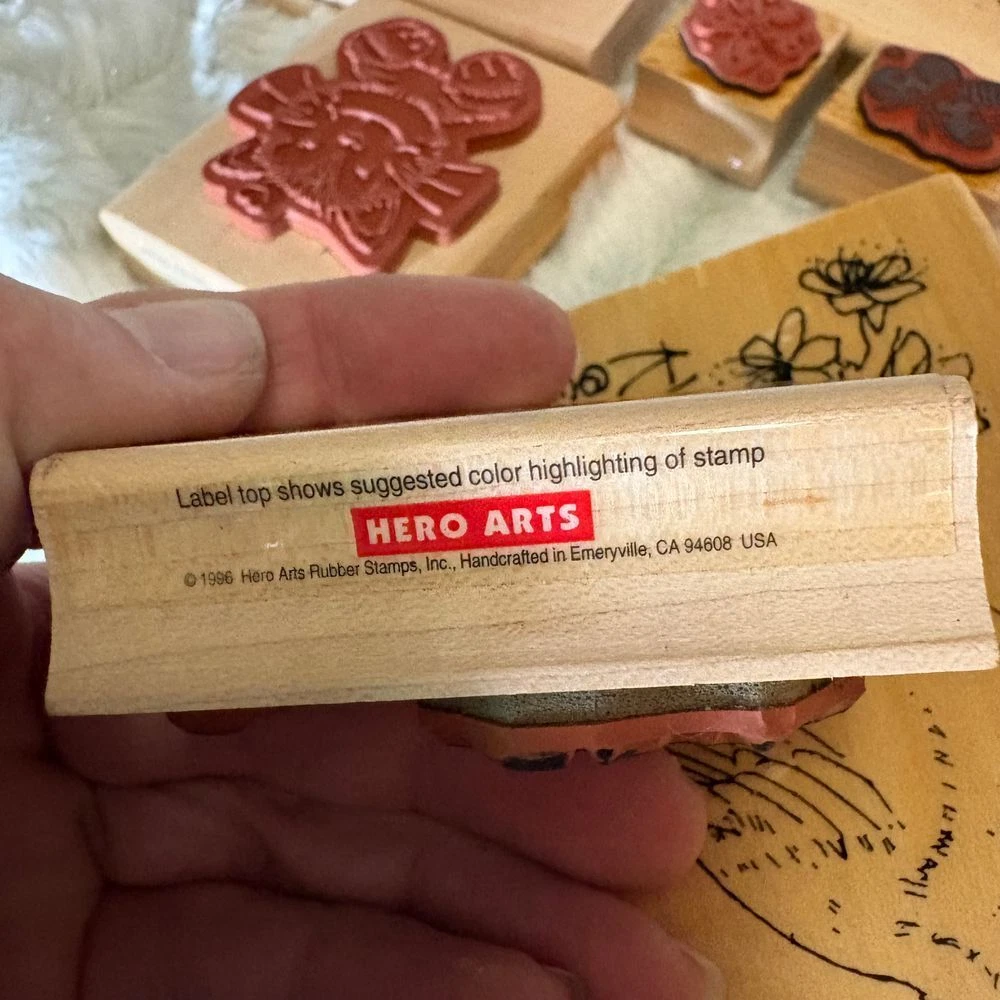 Label top shows suggested color highlighting of stamp
HERO ARTS
© 1996 Hero Arts Rubber Stamps, Inc., Handcrafted in Emeryville, CA 94608 USA